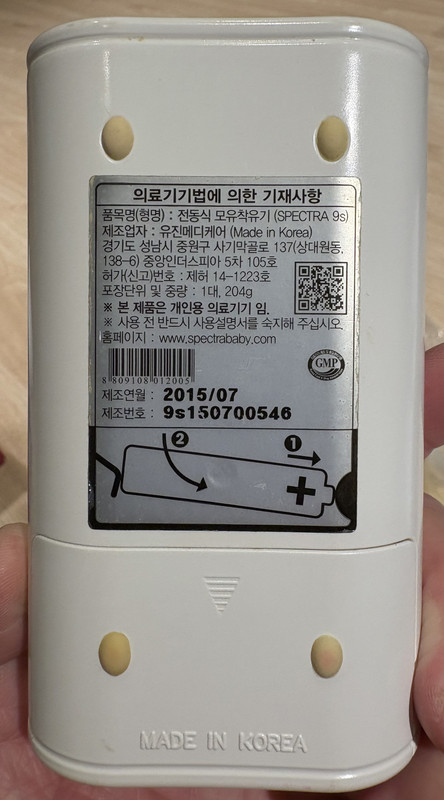 의료기기법에 의한 기재사항
품목명(형명) : 전동식 모유착유기 (SPECTRA 9s)
제조업자 : 유진메디케어 (Made in Korea)
경기도 성남시 중원구 사기막골로 137(상대원동,
138-6) 중앙인더스피아 5차 105호
허가(신고)번호 : 제허 14-1223호
포장단위 및 중량 : 1대, 204g
※ 본 제품은 개인용 의료기기 임.
※ 사용 전 반드시 사용설명서를 숙지해 주십시오.
홈페이지 : www.spectrababy.com
GMP
8 809108 012005
제조연월 : 2015/07
제조번호 : 9s150700546
2 1
+
MADE IN KOREA